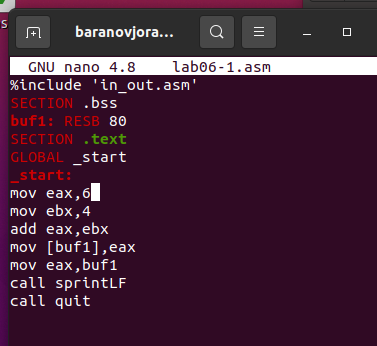 baranovjora
GNU nano 4.8 lab06-1.asm
%include 'in_out.asm'
SECTION .bss
buf1: RESB 80
SECTION .text
GLOBAL _start
_start:
mov eax,6
mov ebx,4
add eax,ebx
mov [buf1],eax
mov eax,buf1
call sprintLF
call quit